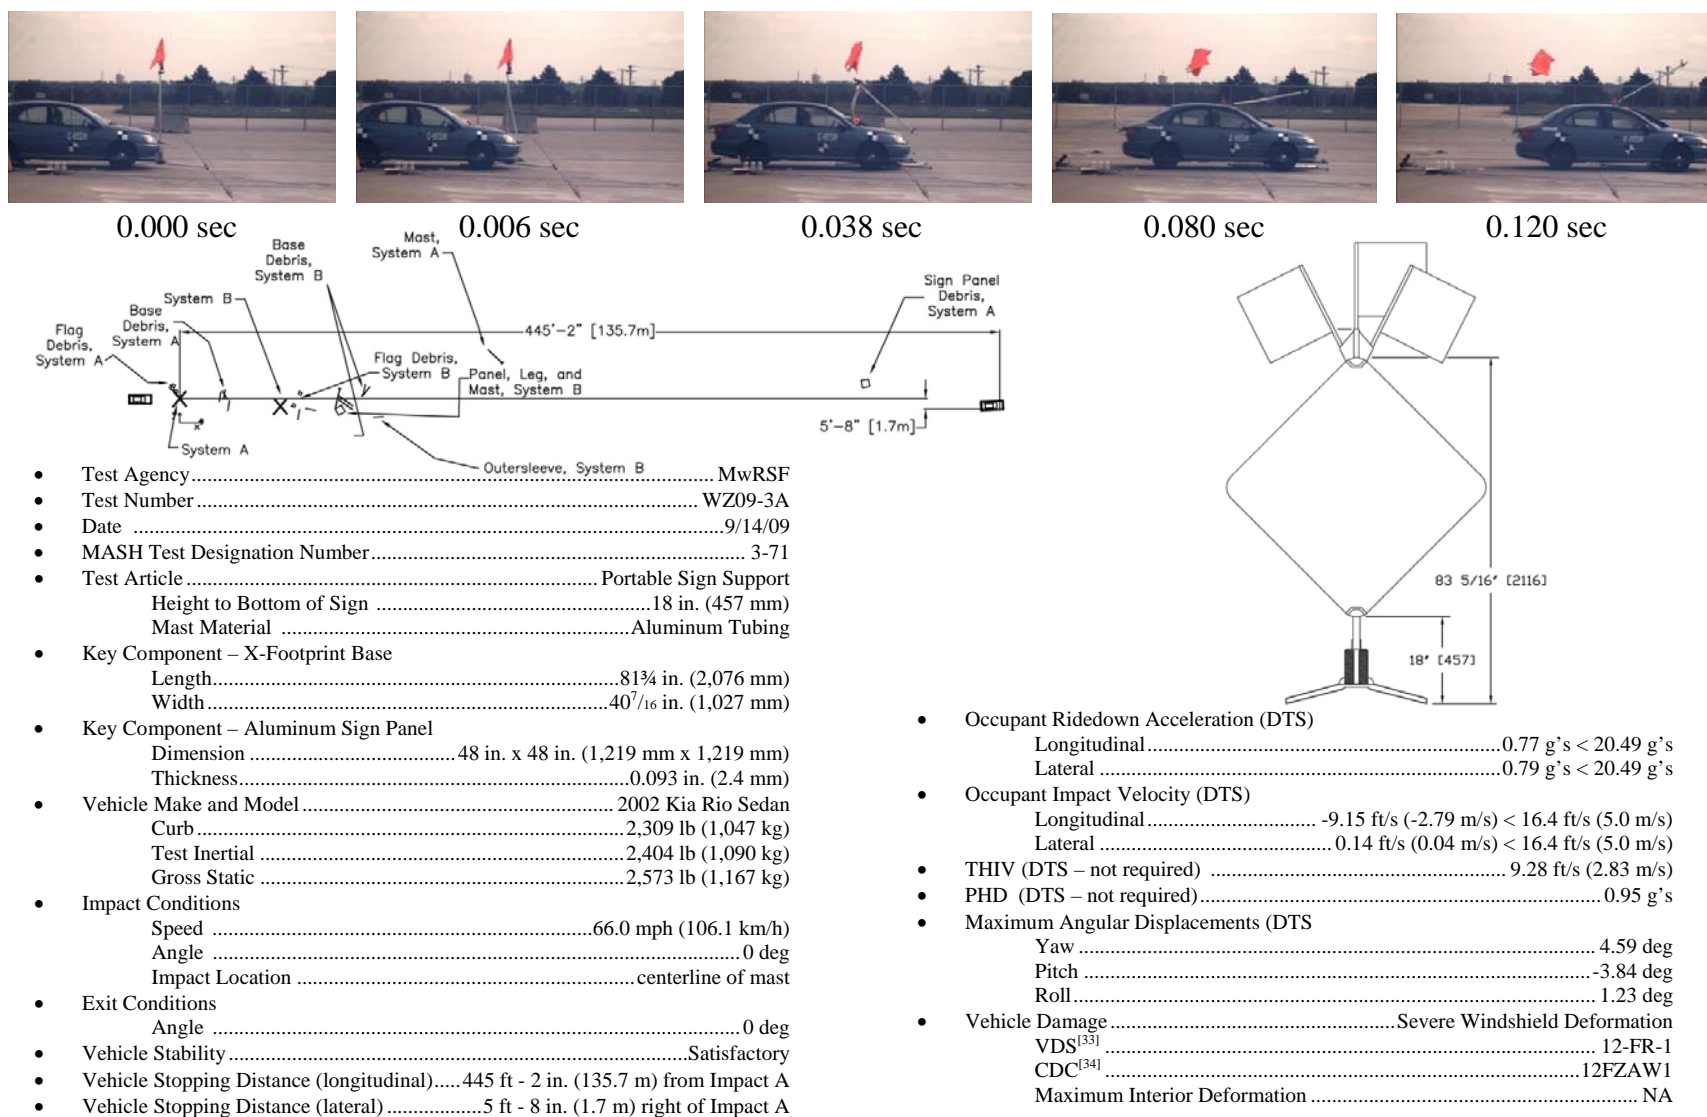 0.000 sec 0.006 sec 0.038 sec 0.080 sec 0.120 sec
Flag
Debris,
System A
Base
Debris,
System A
System B
Base
Debris,
System B
Mast,
System A
Sign Panel
Debris,
System A
445'-2" [135.7m]
Flag Debris,
System B
Panel, Leg, and
Mast, System B
5'-8" [1.7m]
System A
Outersleeve, System B
83 5/16" [2116]
18" [457]
• Test Agency MwRSF
• Test Number WZ09-3A
• Date 9/14/09
• MASH Test Designation Number 3-71
• Test Article Portable Sign Support
Height to Bottom of Sign 18 in. (457 mm)
Mast Material Aluminum Tubing
• Key Component – X-Footprint Base
Length 81¾ in. (2,076 mm)
Width 40 7/16 in. (1,027 mm)
• Key Component – Aluminum Sign Panel
Dimension 48 in. x 48 in. (1,219 mm x 1,219 mm)
Thickness 0.093 in. (2.4 mm)
• Vehicle Make and Model 2002 Kia Rio Sedan
Curb 2,309 lb (1,047 kg)
Test Inertial 2,404 lb (1,090 kg)
Gross Static 2,573 lb (1,167 kg)
• Impact Conditions
Speed 66.0 mph (106.1 km/h)
Angle 0 deg
Impact Location centerline of mast
• Exit Conditions
Angle 0 deg
• Vehicle Stability Satisfactory
• Vehicle Stopping Distance (longitudinal) 445 ft - 2 in. (135.7 m) from Impact A
• Vehicle Stopping Distance (lateral) 5 ft - 8 in. (1.7 m) right of Impact A
• Occupant Ridedown Acceleration (DTS)
Longitudinal 0.77 g's < 20.49 g's
Lateral 0.79 g's < 20.49 g's
• Occupant Impact Velocity (DTS)
Longitudinal -9.15 ft/s (-2.79 m/s) < 16.4 ft/s (5.0 m/s)
Lateral 0.14 ft/s (0.04 m/s) < 16.4 ft/s (5.0 m/s)
• THIV (DTS – not required) 9.28 ft/s (2.83 m/s)
• PHD (DTS – not required) 0.95 g's
• Maximum Angular Displacements (DTS
Yaw 4.59 deg
Pitch -3.84 deg
Roll 1.23 deg
• Vehicle Damage Severe Windshield Deformation
VDS[33] 12-FR-1
CDC[34] 12FZAW1
Maximum Interior Deformation NA